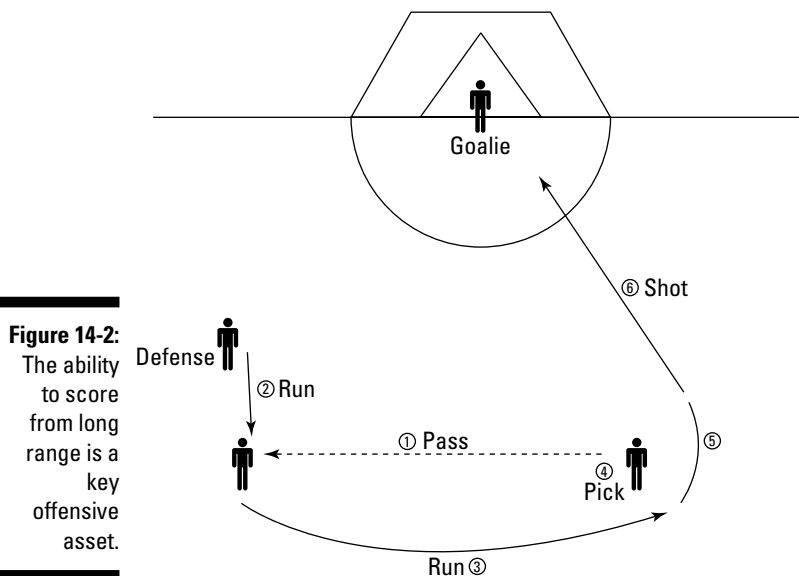 Goalie
⑥ Shot
Figure 14-2:
The ability
to score
from long
range is a
key
offensive
asset.
Defense
② Run
① Pass
⑤
④
Pick
Run ③